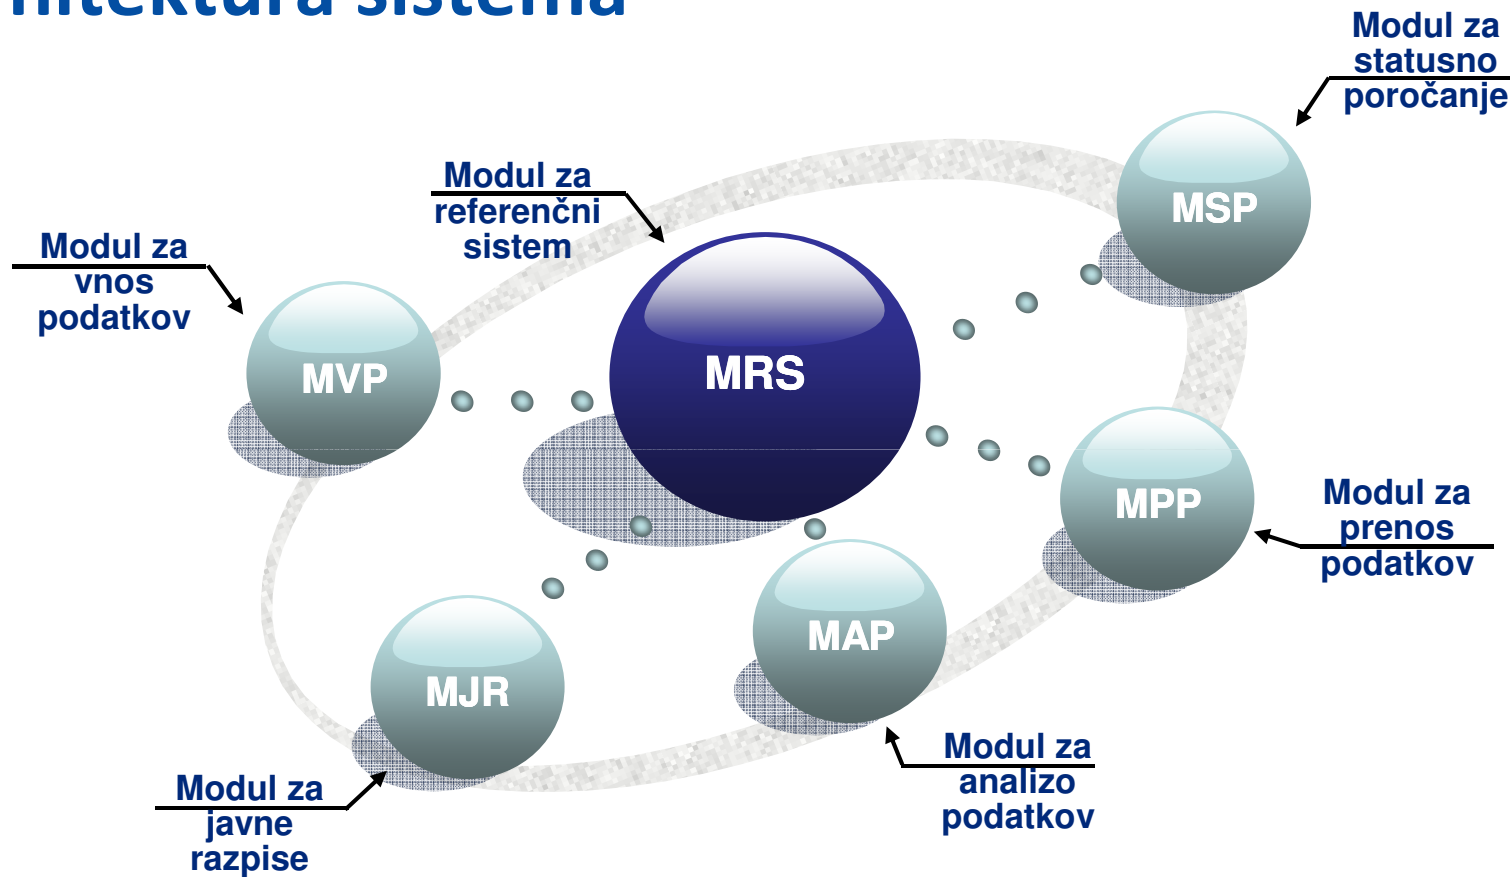 sistema
Modul za
statusno
poročanje
MSP
Modul za
referenčni
sistem
Modul za
vnos
podatkov
MRS
MVP
MPP
Modul za
prenos
podatkov
MAP
MJR
Modul za
analizo
podatkov
Modul za
javne
razpise